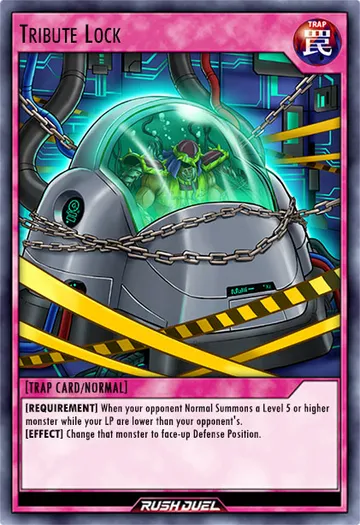 Tribute Lock
TRAP
罠
[TRAP CARD/NORMAL]
[REQUIREMENT] When your opponent Normal Summons a Level 5 or higher
monster while your LP are lower than your opponent's.
[EFFECT] Change that monster to face-up Defense Position.
RUSH DUEL